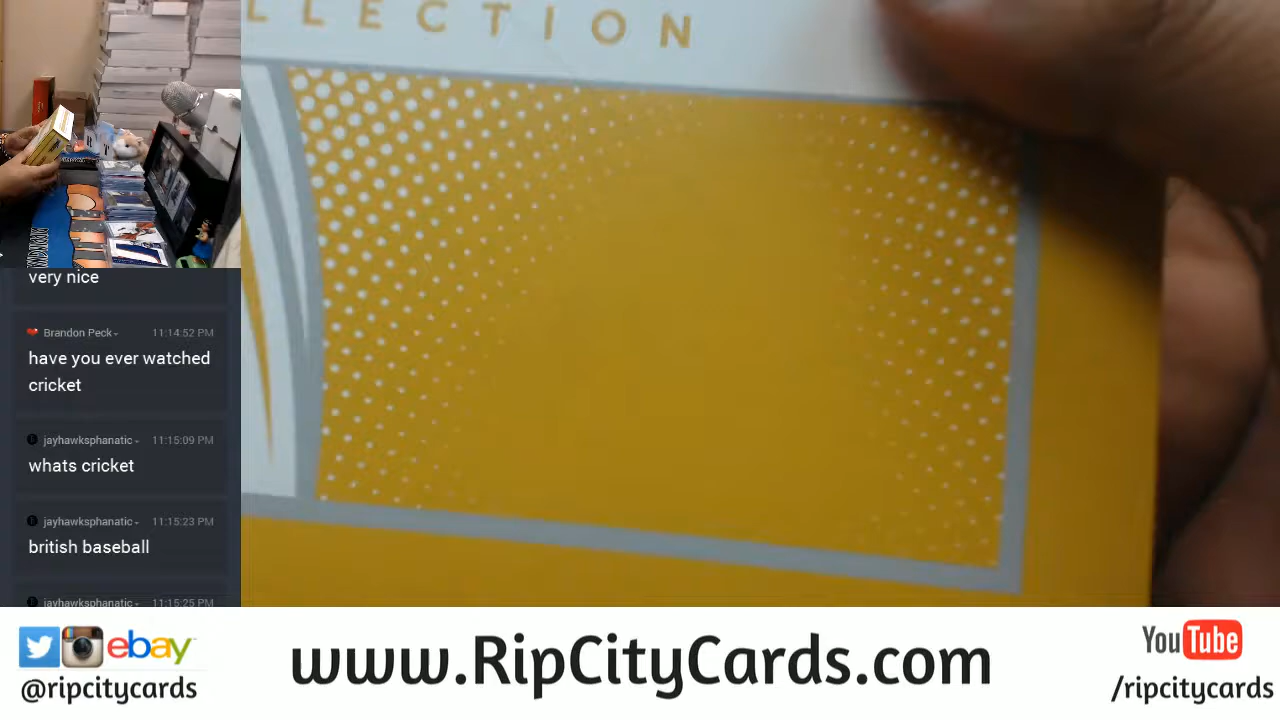 LLECTION
very nice
Brandon Peck 11:14:52 PM
have you ever watched
cricket
jayhawksphanatic 11:15:09 PM
whats cricket
jayhawksphanatic 11:15:23 PM
british baseball
jayhawksphanatic 11:15:25 PM
ebay
@ripcitycards
www.RipCityCards.com
YouTube
/ripcitycards